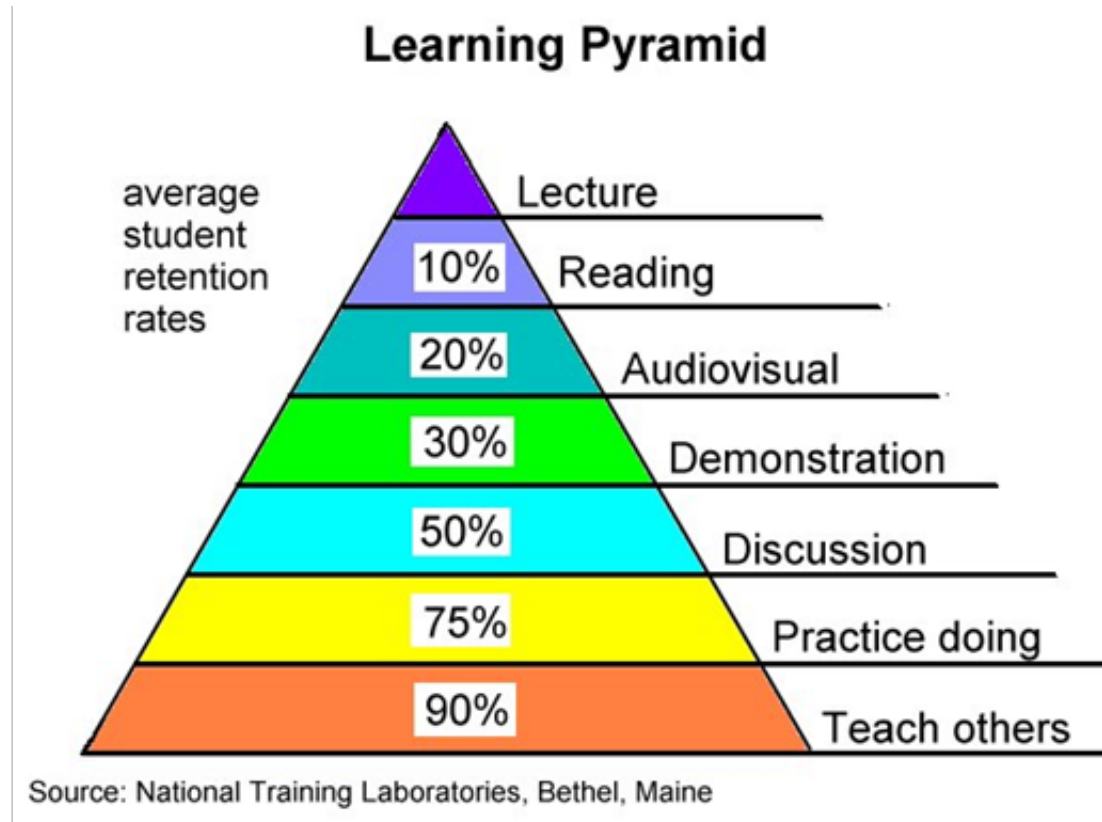 Learning Pyramid
average
student
retention
rates
Lecture
10%
Reading
20%
Audiovisual
30%
Demonstration
50%
Discussion
75%
Practice doing
90%
Teach others
Source: National Training Laboratories, Bethel, Maine